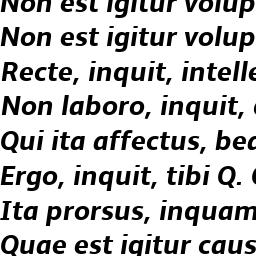 Non est igitur volup
Non est igitur volup
Recte, inquit, intelle
Non laboro, inquit,
Qui ita affectus, bea
Ergo, inquit, tibi Q.
Ita prorsus, inquam
Quae est igitur caus